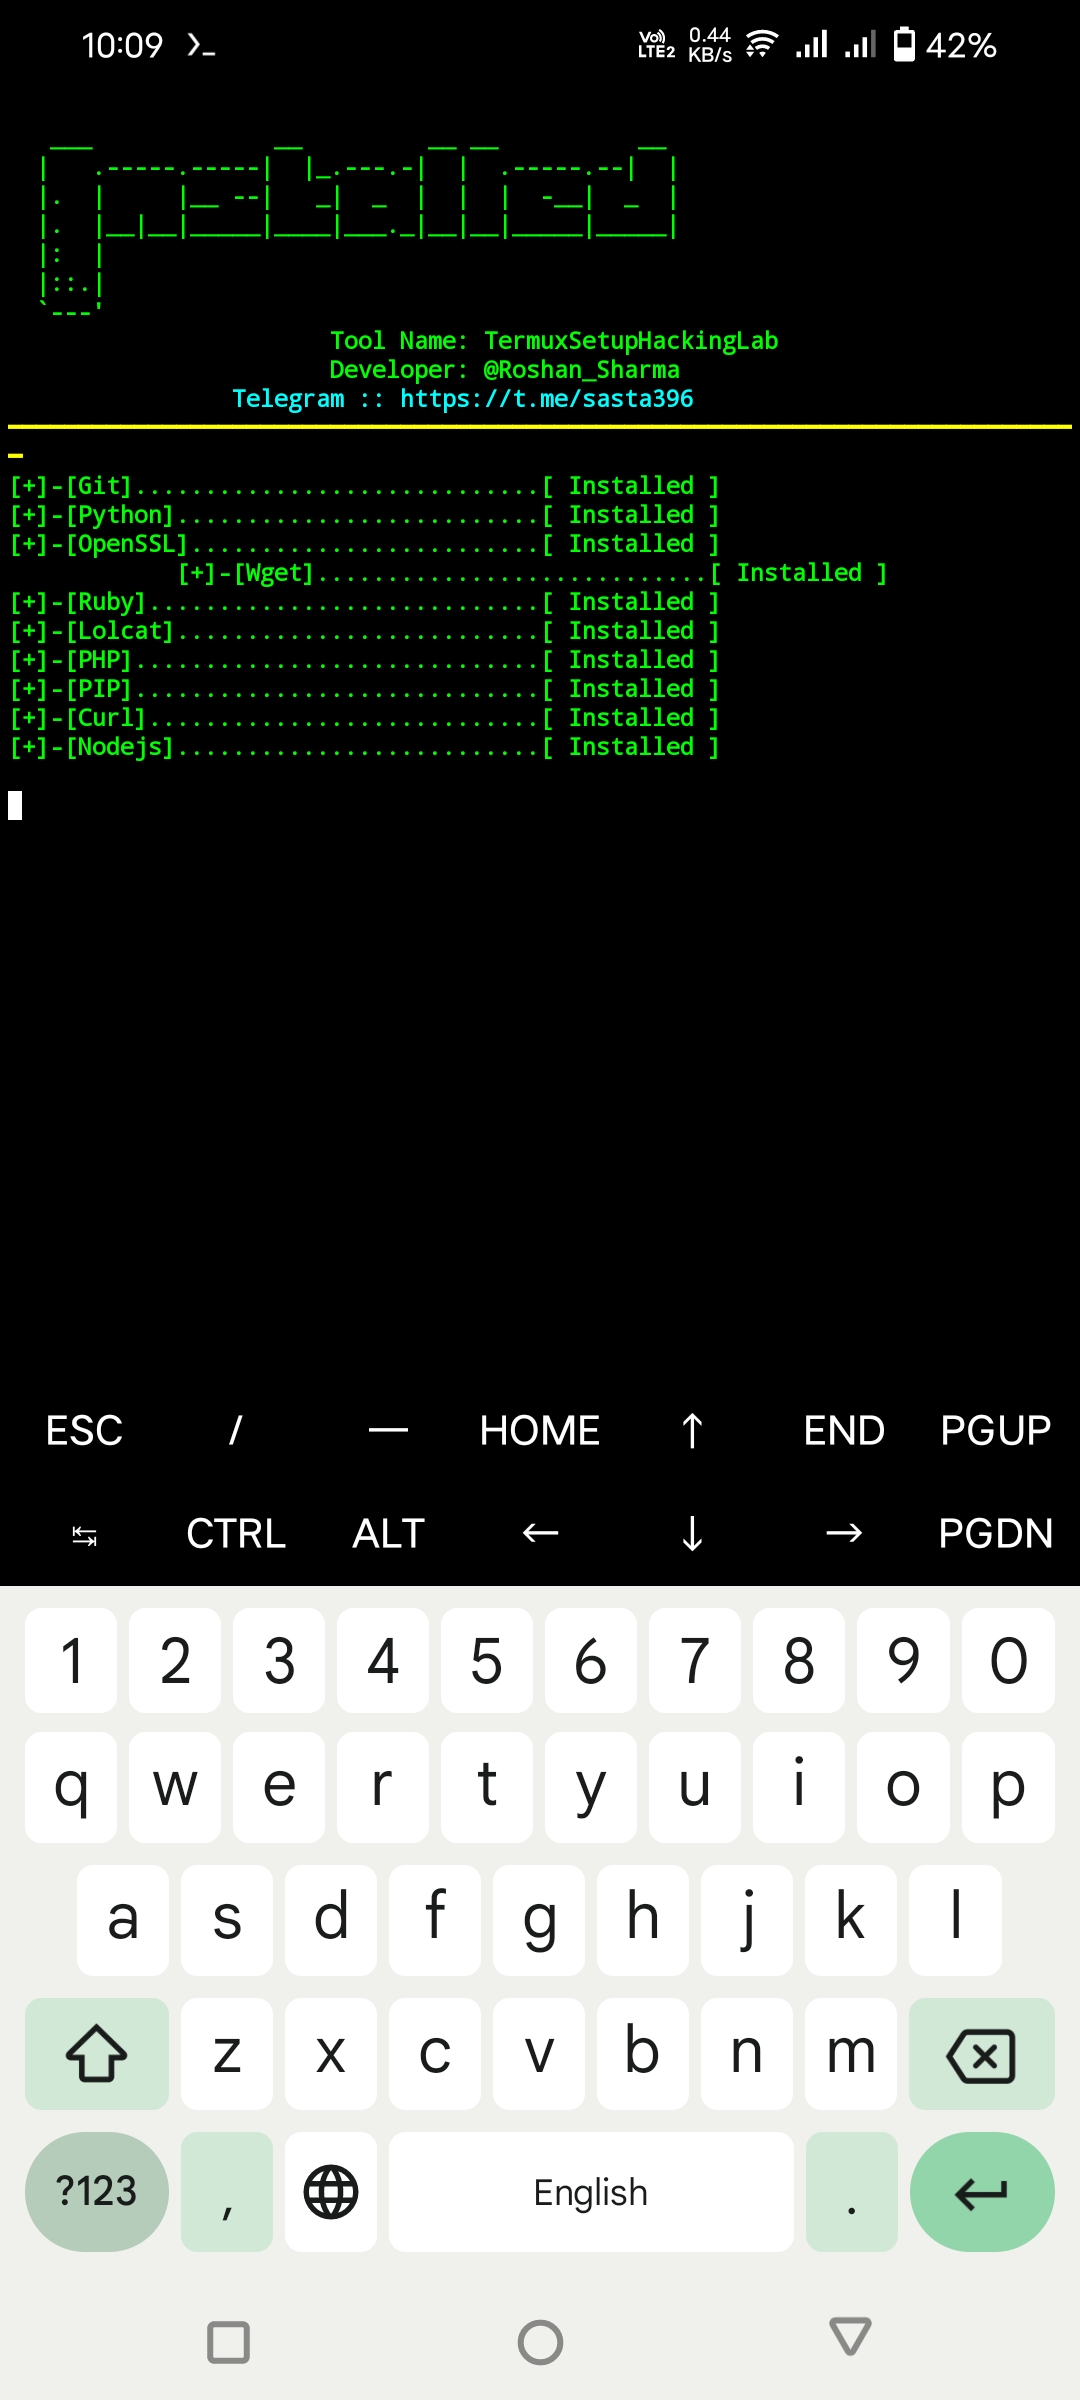 10:09
Vo)) LTE2 0.44 KB/s 42%
Installed
Tool Name: TermuxSetupHackingLab
Developer: @Roshan_Sharma
Telegram :: https://t.me/sasta396
[+]-[Git].............................[ Installed ]
[+]-[Python]..........................[ Installed ]
[+]-[OpenSSL].........................[ Installed ]
[+]-[Wget]............................[ Installed ]
[+]-[Ruby]............................[ Installed ]
[+]-[Lolcat]..........................[ Installed ]
[+]-[PHP].............................[ Installed ]
[+]-[PIP].............................[ Installed ]
[+]-[Curl]............................[ Installed ]
[+]-[Nodejs]..........................[ Installed ]
ESC / — HOME ↑ END PGUP
↹ CTRL ALT ← ↓ → PGDN
1 2 3 4 5 6 7 8 9 0
q w e r t y u i o p
a s d f g h j k l
z x c v b n m
?123 , English .